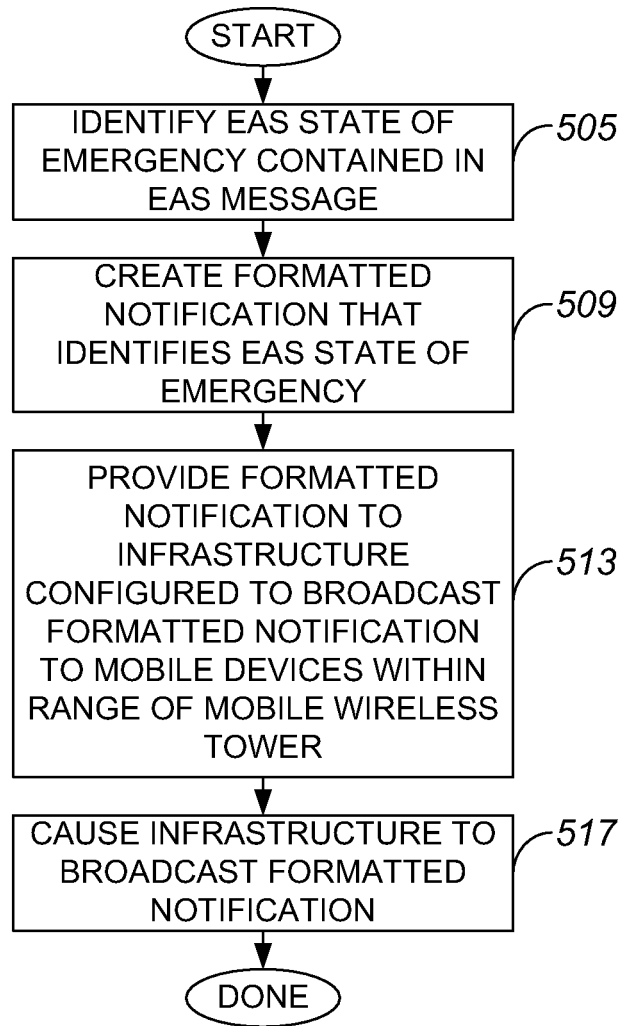 START
IDENTIFY EAS STATE OF
EMERGENCY CONTAINED IN
EAS MESSAGE
505
CREATE FORMATTED
NOTIFICATION THAT
IDENTIFIES EAS STATE OF
EMERGENCY
509
PROVIDE FORMATTED
NOTIFICATION TO
INFRASTRUCTURE
CONFIGURED TO BROADCAST
FORMATTED NOTIFICATION
TO MOBILE DEVICES WITHIN
RANGE OF MOBILE WIRELESS
TOWER
513
CAUSE INFRASTRUCTURE TO
BROADCAST FORMATTED
NOTIFICATION
517
DONE